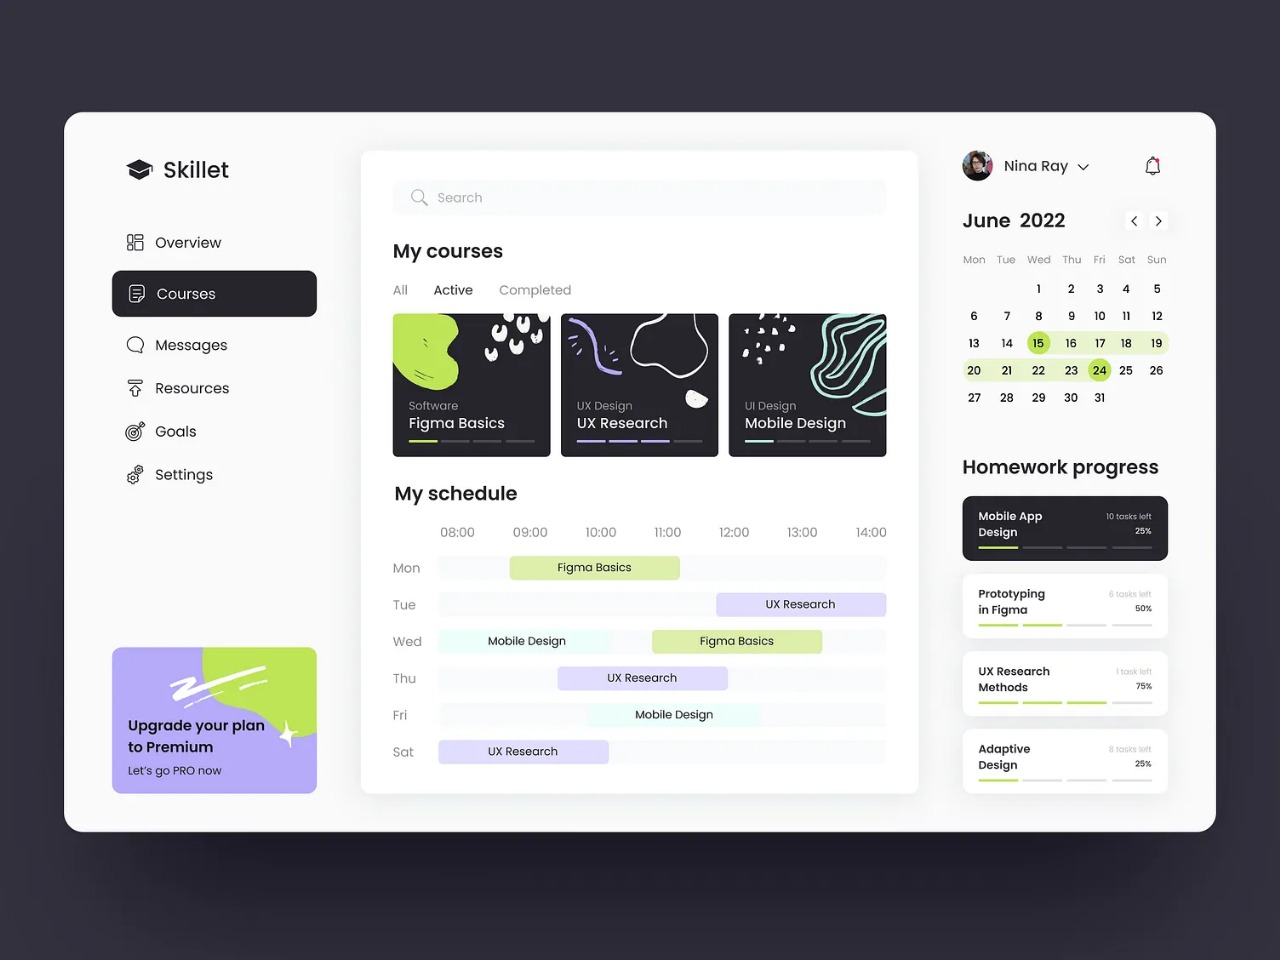 Skillet
Overview
Courses
Messages
Resources
Goals
Settings
Upgrade your plan
to Premium
Let's go PRO now
Search
My courses
All Active Completed
Software
Figma Basics
UX Design
UX Research
UI Design
Mobile Design
My schedule
08:00 09:00 10:00 11:00 12:00 13:00 14:00
Mon Figma Basics
Tue UX Research
Wed Mobile Design Figma Basics
Thu UX Research
Fri Mobile Design
Sat UX Research
Nina Ray
June 2022
Mon Tue Wed Thu Fri Sat Sun
1 2 3 4 5
6 7 8 9 10 11 12
13 14 15 16 17 18 19
20 21 22 23 24 25 26
27 28 29 30 31
Homework progress
Mobile App 10 tasks left
Design 25%
Prototyping 6 tasks left
in Figma 50%
UX Research 1 task left
Methods 75%
Adaptive 8 tasks left
Design 25%